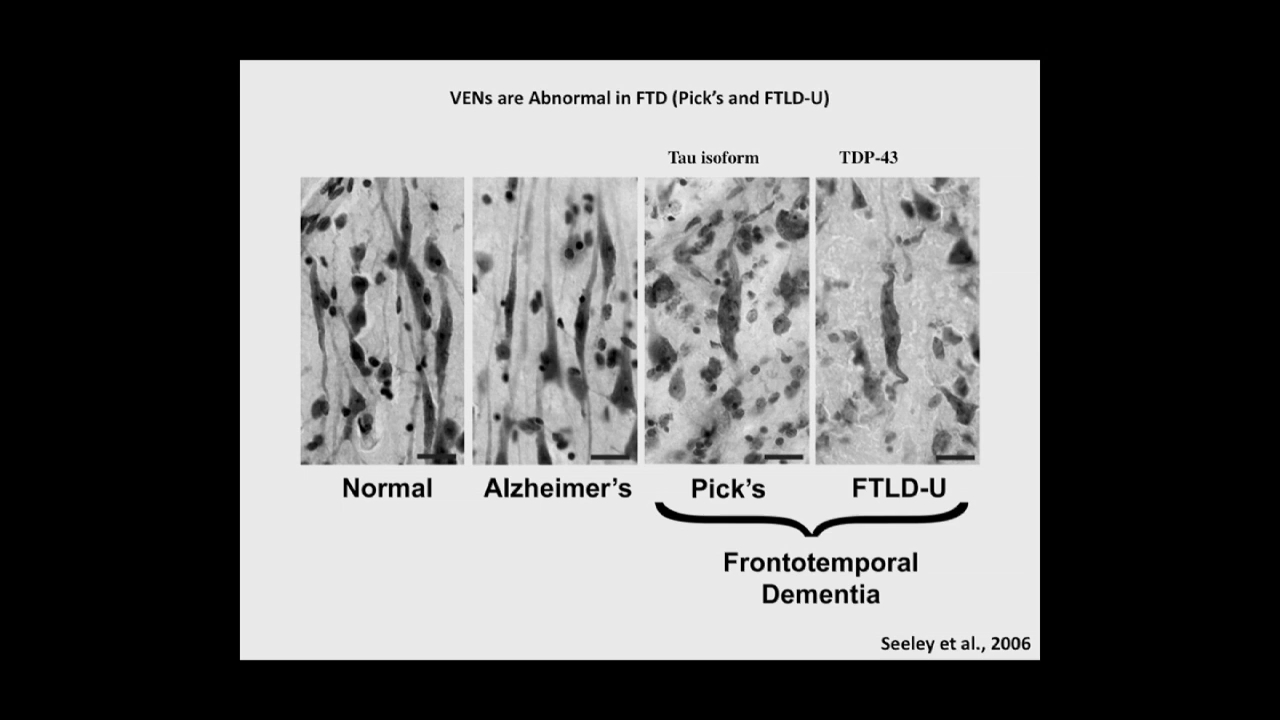 VENs are Abnormal in FTD (Pick's and FTLD-U)
Tau isoform TDP-43
Normal Alzheimer's Pick's FTLD-U
Frontotemporal
Dementia
Seeley et al., 2006